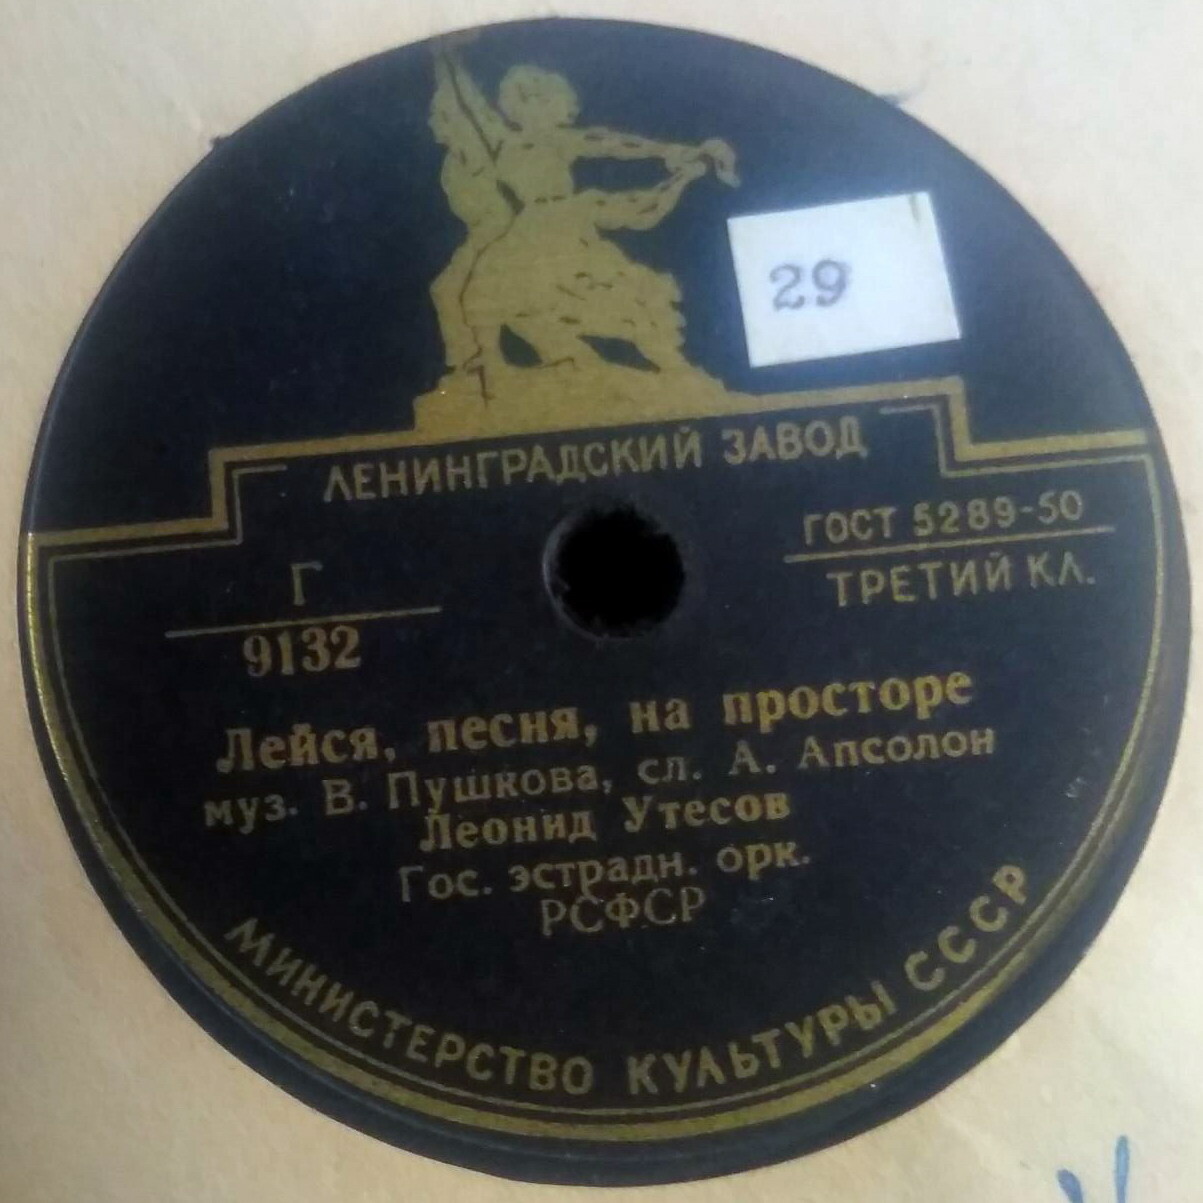 29
ЛЕНИНГРАДСКИЙ ЗАВОД
ГОСТ 5289-50
ТРЕТИЙ КЛ.
Г
9132
Лейся, песня, на просторе
муз. В. Пушкова, сл. А. Апсолон
Леонид Утесов
Гос. эстрадн. орк.
РСФСР
МИНИСТЕРСТВО КУЛЬТУРЫ СССР